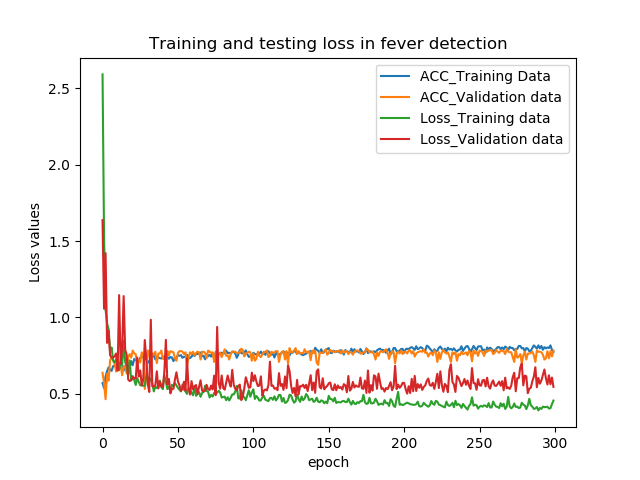 Training and testing loss in fever detection
ACC_Training Data
ACC_Validation data
Loss_Training data
Loss_Validation data
Loss values
2.5
2.0
1.5
1.0
0.5
0 50 100 150 200 250 300
epoch